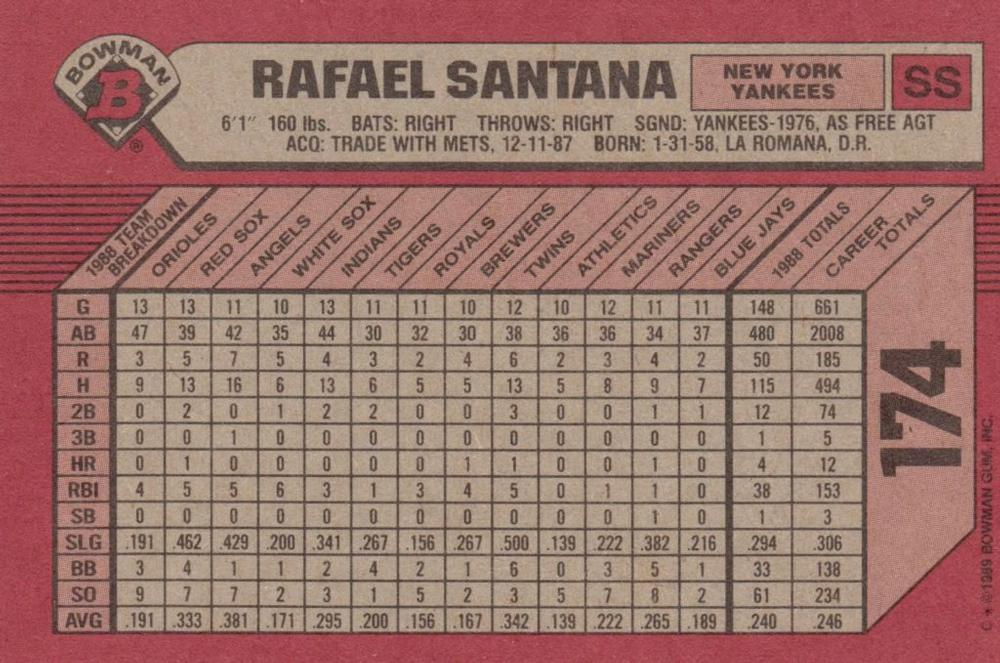 BOWMAN
B
®
RAFAEL SANTANA
NEW YORK
YANKEES
SS
6'1" 160 lbs. BATS: RIGHT THROWS: RIGHT SGND: YANKEES-1976, AS FREE AGT
ACQ: TRADE WITH METS, 12-11-87 BORN: 1-31-58, LA ROMANA, D.R.
1988 TEAM BREAKDOWN ORIOLES RED SOX ANGELS WHITE SOX INDIANS TIGERS ROYALS BREWERS TWINS ATHLETICS MARINERS RANGERS BLUE JAYS 1988 TOTALS CAREER TOTALS
G 13 13 11 10 13 11 11 10 12 10 12 11 11 148 661
AB 47 39 42 35 44 30 32 30 38 36 36 34 37 480 2008
R 3 5 7 5 4 3 2 4 6 2 3 4 2 50 185
H 9 13 16 6 13 6 5 5 13 5 8 9 7 115 494
2B 0 2 0 1 2 2 0 0 3 0 0 1 1 12 74
3B 0 0 1 0 0 0 0 0 0 0 0 0 0 1 5
HR 0 1 0 0 0 0 0 1 1 0 0 1 0 4 12
RBI 4 5 5 6 3 1 3 4 5 0 1 1 0 38 153
SB 0 0 0 0 0 0 0 0 0 0 0 1 0 1 3
SLG .191 .462 .429 .200 .341 .267 .156 .267 .500 .139 .222 .382 .216 .294 .306
BB 3 4 1 1 2 4 2 1 6 0 3 5 1 33 138
SO 9 7 7 2 3 1 5 2 3 5 7 8 2 61 234
AVG .191 .333 .381 .171 .295 .200 .156 .167 .342 .139 .222 .265 .189 .240 .246
174
C * © 1989 BOWMAN GUM, INC.